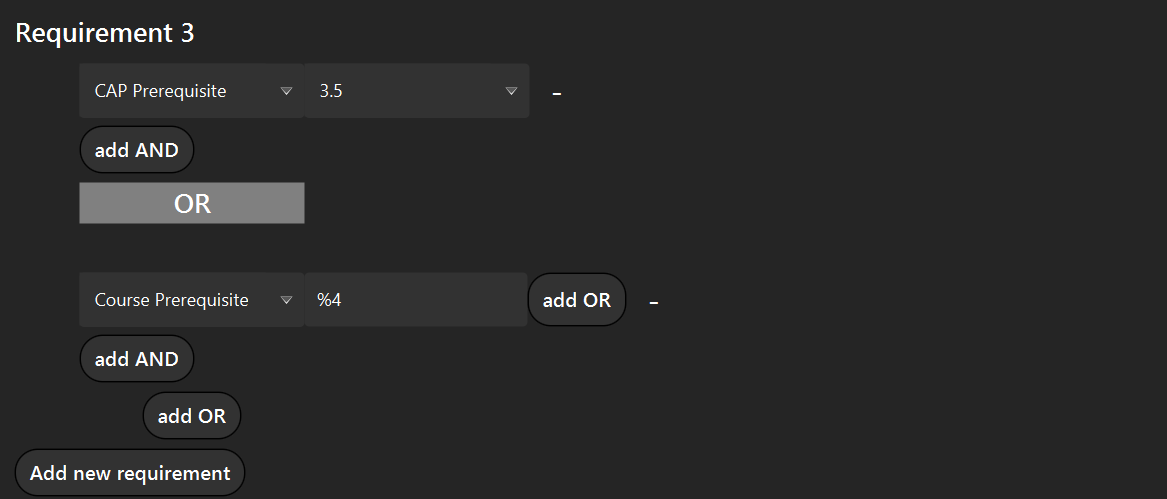 Requirement 3
CAP Prerequisite 3.5 -
add AND
OR
Course Prerequisite %4 add OR -
add AND
add OR
Add new requirement